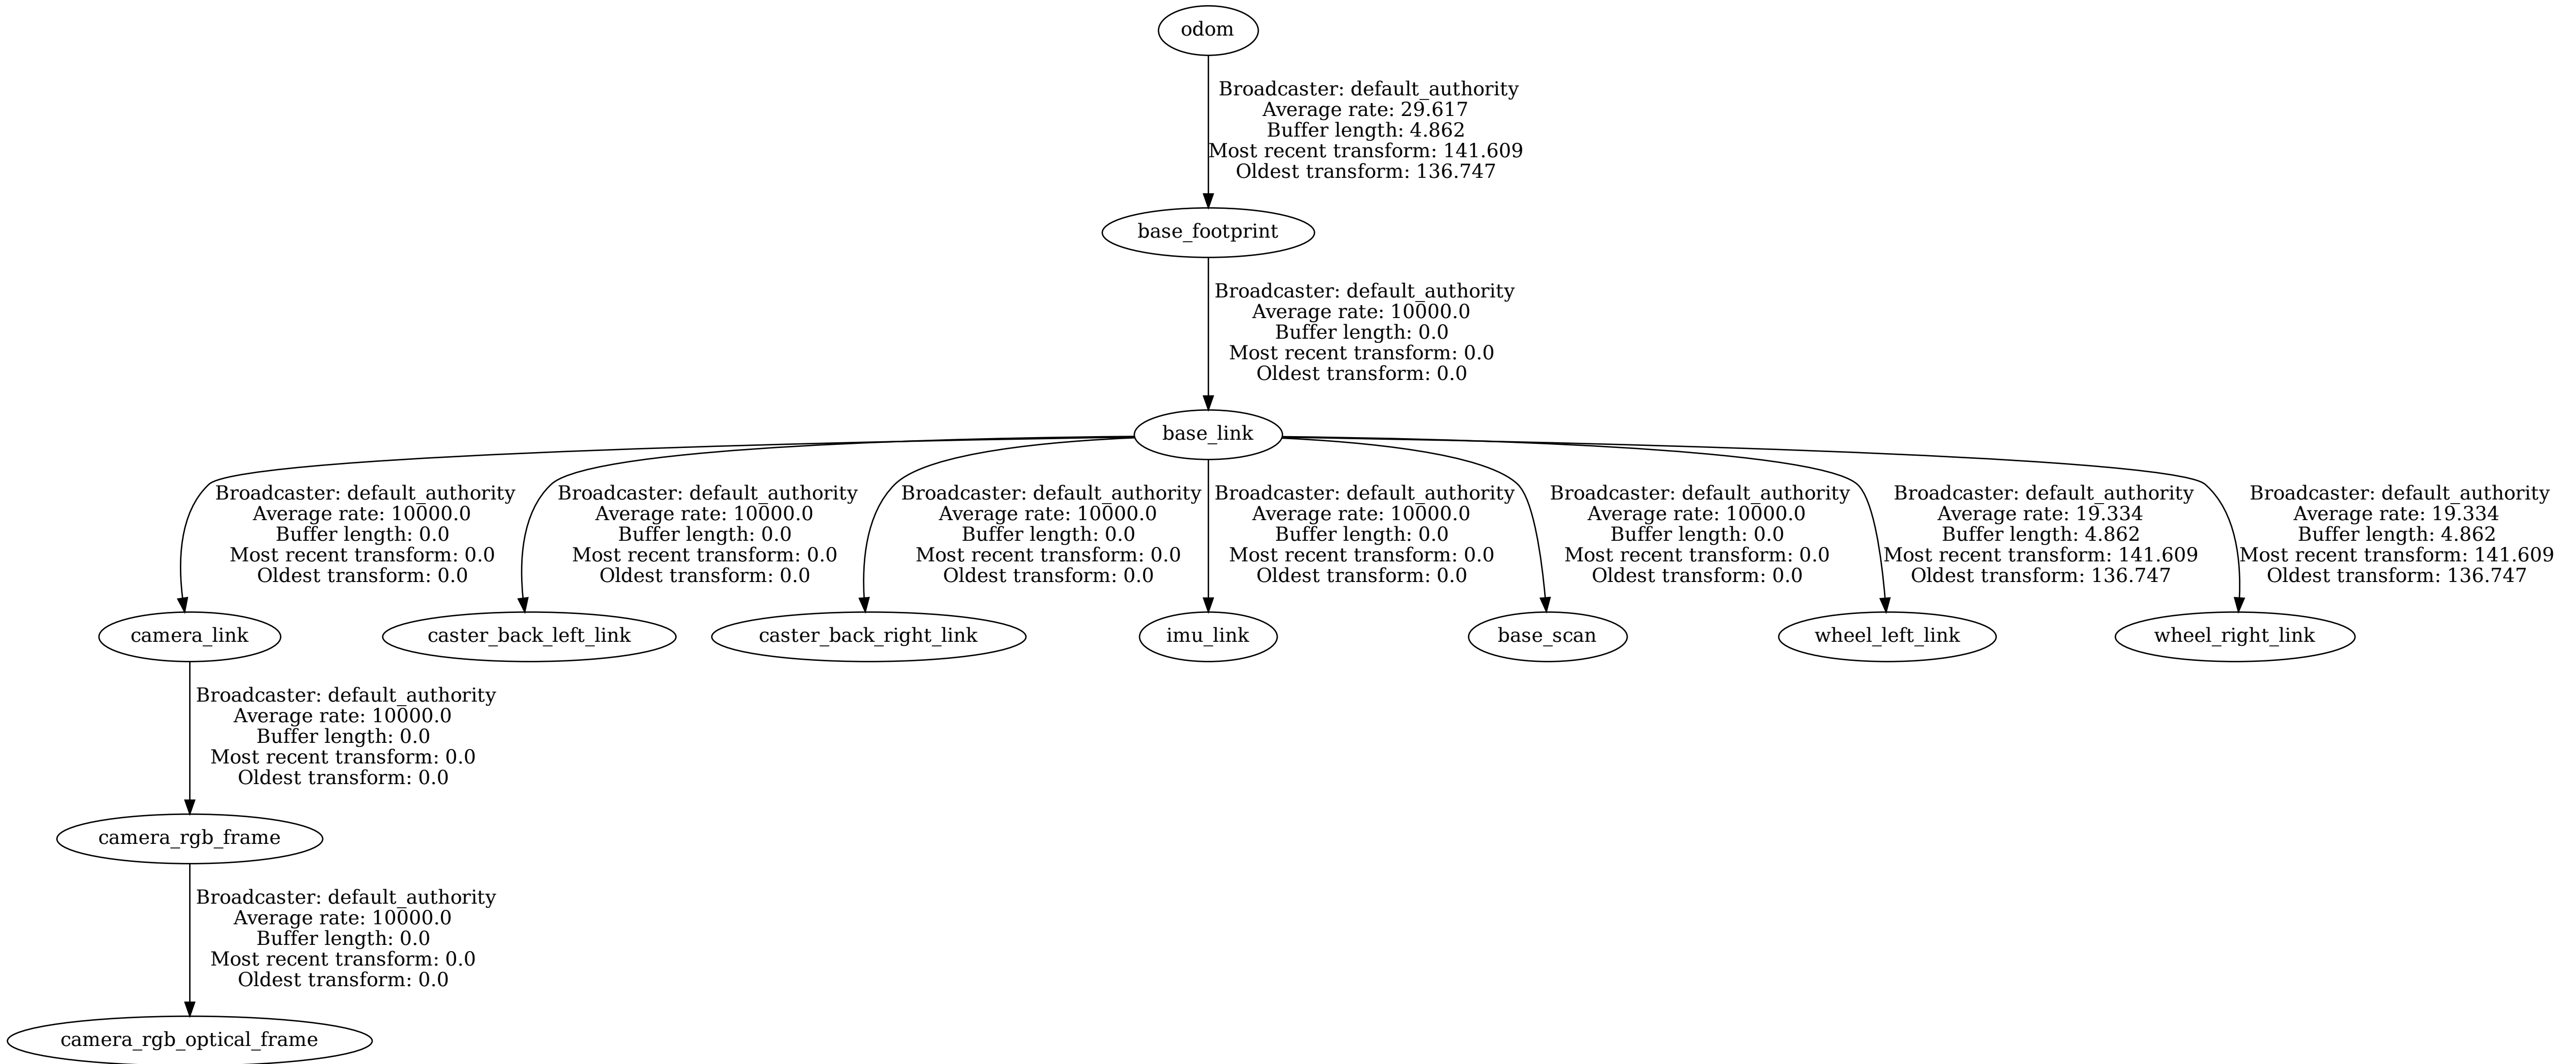 odom
Broadcaster: default_authority
Average rate: 29.617
Buffer length: 4.862
Most recent transform: 141.609
Oldest transform: 136.747
base_footprint
Broadcaster: default_authority
Average rate: 10000.0
Buffer length: 0.0
Most recent transform: 0.0
Oldest transform: 0.0
base_link
Broadcaster: default_authority
Average rate: 10000.0
Buffer length: 0.0
Most recent transform: 0.0
Oldest transform: 0.0
Broadcaster: default_authority
Average rate: 10000.0
Buffer length: 0.0
Most recent transform: 0.0
Oldest transform: 0.0
Broadcaster: default_authority
Average rate: 10000.0
Buffer length: 0.0
Most recent transform: 0.0
Oldest transform: 0.0
Broadcaster: default_authority
Average rate: 10000.0
Buffer length: 0.0
Most recent transform: 0.0
Oldest transform: 0.0
Broadcaster: default_authority
Average rate: 10000.0
Buffer length: 0.0
Most recent transform: 0.0
Oldest transform: 0.0
Broadcaster: default_authority
Average rate: 19.334
Buffer length: 4.862
Most recent transform: 141.609
Oldest transform: 136.747
Broadcaster: default_authority
Average rate: 19.334
Buffer length: 4.862
Most recent transform: 141.609
Oldest transform: 136.747
camera_link
caster_back_left_link
caster_back_right_link
imu_link
base_scan
wheel_left_link
wheel_right_link
Broadcaster: default_authority
Average rate: 10000.0
Buffer length: 0.0
Most recent transform: 0.0
Oldest transform: 0.0
camera_rgb_frame
Broadcaster: default_authority
Average rate: 10000.0
Buffer length: 0.0
Most recent transform: 0.0
Oldest transform: 0.0
camera_rgb_optical_frame